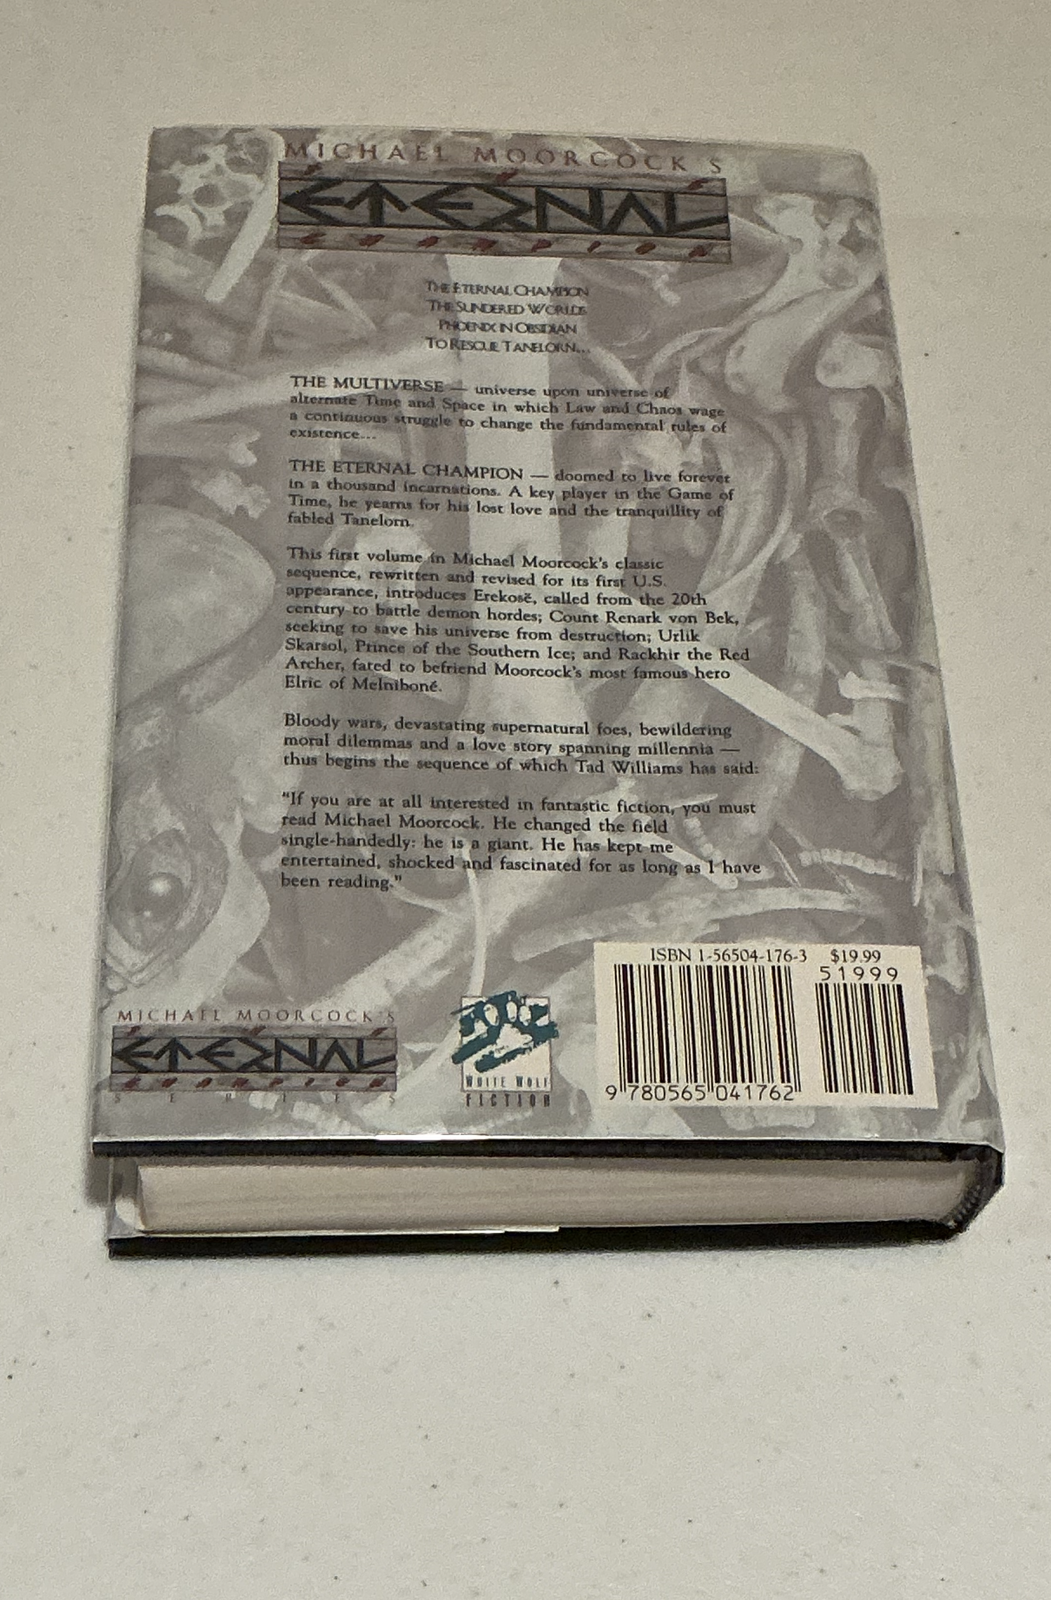 MICHAEL MOORCOCK'S
ETERNAL
CHAMPION
THE ETERNAL CHAMPION
THE SUNDERED WORLDS
PHOENIX IN OBSIDIAN
TO RESCUE TANELORN...
THE MULTIVERSE — universe upon universe of
alternate Time and Space in which Law and Chaos wage
a continuous struggle to change the fundamental rules of
existence...
THE ETERNAL CHAMPION — doomed to live forever
in a thousand incarnations. A key player in the Game of
Time, he yearns for his lost love and the tranquillity of
fabled Tanelorn.
This first volume in Michael Moorcock's classic
sequence, rewritten and revised for its first U.S.
appearance, introduces Erekosë, called from the 20th
century to battle demon hordes; Count Renark von Bek,
seeking to save his universe from destruction; Urlik
Skarsol, Prince of the Southern Ice; and Rackhir the Red
Archer, fated to befriend Moorcock's most famous hero
Elric of Melniboné.
Bloody wars, devastating supernatural foes, bewildering
moral dilemmas and a love story spanning millennia —
thus begins the sequence of which Tad Williams has said:
"If you are at all interested in fantastic fiction, you must
read Michael Moorcock. He changed the field
single-handedly: he is a giant. He has kept me
entertained, shocked and fascinated for as long as I have
been reading."
MICHAEL MOORCOCK'S
ETERNAL
CHAMPION
SERIES
WHITE WOLF
FICTION
ISBN 1-56504-176-3 $19.99
51999
9 780565 041762